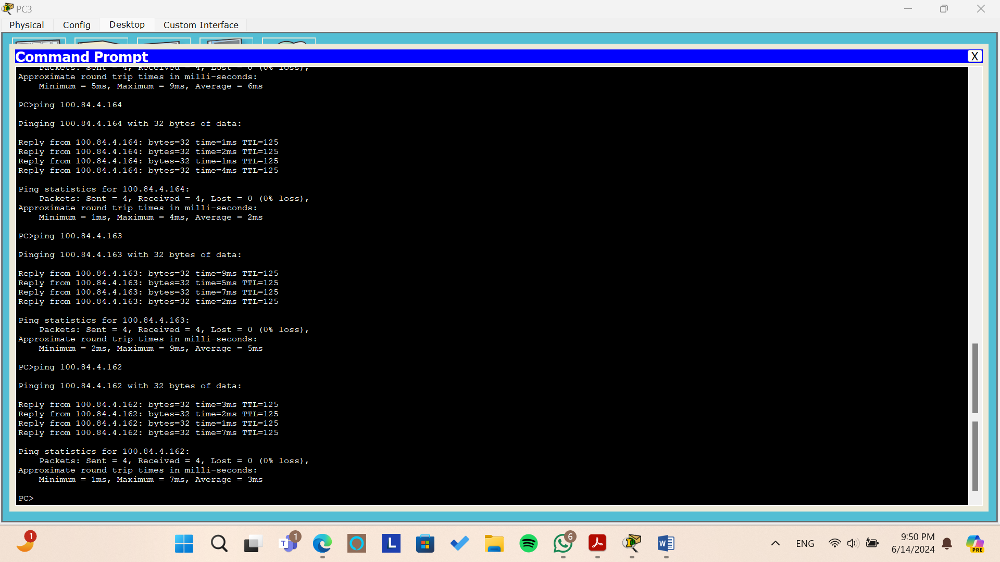 PC3
Physical Config Desktop Custom Interface
Command Prompt X
Packets: Sent = 4, Received = 4, Lost = 0 (0% loss),
Approximate round trip times in milli-seconds:
Minimum = 5ms, Maximum = 9ms, Average = 6ms
PC>ping 100.84.4.164
Pinging 100.84.4.164 with 32 bytes of data:
Reply from 100.84.4.164: bytes=32 time=1ms TTL=125
Reply from 100.84.4.164: bytes=32 time=2ms TTL=125
Reply from 100.84.4.164: bytes=32 time=1ms TTL=125
Reply from 100.84.4.164: bytes=32 time=4ms TTL=125
Ping statistics for 100.84.4.164:
Packets: Sent = 4, Received = 4, Lost = 0 (0% loss),
Approximate round trip times in milli-seconds:
Minimum = 1ms, Maximum = 4ms, Average = 2ms
PC>ping 100.84.4.163
Pinging 100.84.4.163 with 32 bytes of data:
Reply from 100.84.4.163: bytes=32 time=9ms TTL=125
Reply from 100.84.4.163: bytes=32 time=5ms TTL=125
Reply from 100.84.4.163: bytes=32 time=7ms TTL=125
Reply from 100.84.4.163: bytes=32 time=2ms TTL=125
Ping statistics for 100.84.4.163:
Packets: Sent = 4, Received = 4, Lost = 0 (0% loss),
Approximate round trip times in milli-seconds:
Minimum = 2ms, Maximum = 9ms, Average = 5ms
PC>ping 100.84.4.162
Pinging 100.84.4.162 with 32 bytes of data:
Reply from 100.84.4.162: bytes=32 time=3ms TTL=125
Reply from 100.84.4.162: bytes=32 time=2ms TTL=125
Reply from 100.84.4.162: bytes=32 time=1ms TTL=125
Reply from 100.84.4.162: bytes=32 time=7ms TTL=125
Ping statistics for 100.84.4.162:
Packets: Sent = 4, Received = 4, Lost = 0 (0% loss),
Approximate round trip times in milli-seconds:
Minimum = 1ms, Maximum = 7ms, Average = 3ms
PC>
1 T 1 L 6 W ENG 9:50 PM PRE
6/14/2024